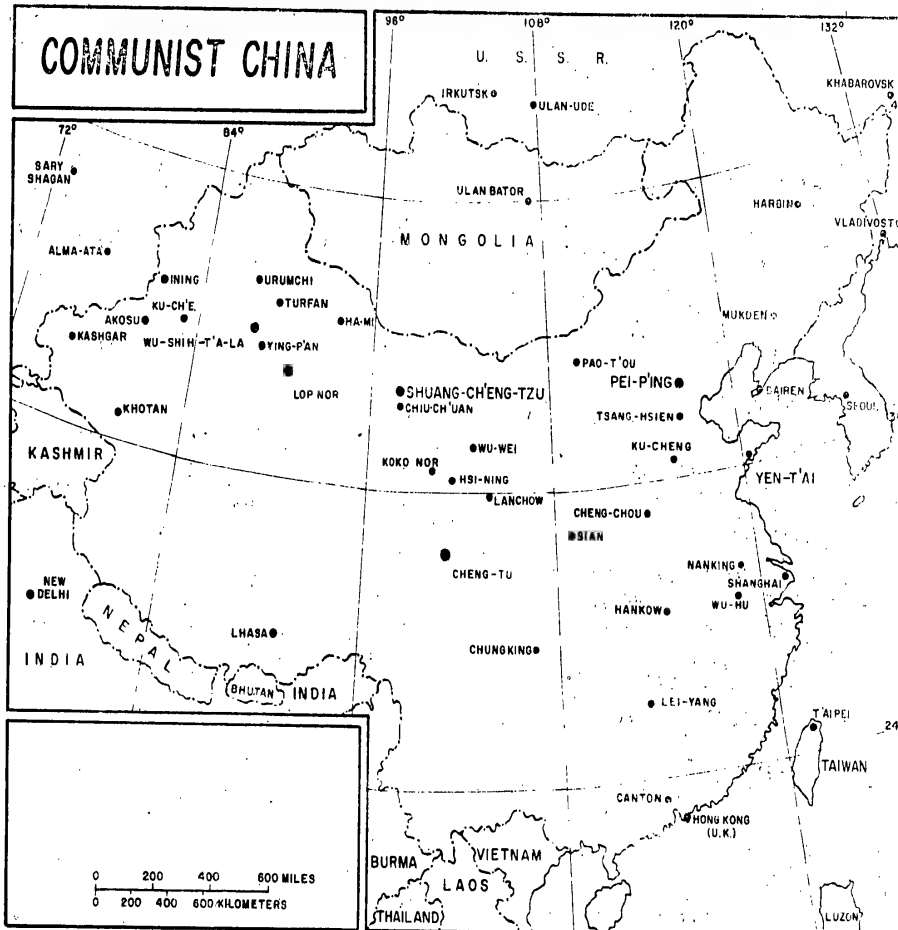 COMMUNIST CHINA
96°
108°
120°
132°
U. S. S. R.
IRKUTSK
ULAN-UDE
KHABAROVSK
72°
84°
SARY
SHAGAN
ULAN BATOR
HARBIN
VLADIVOSTO
MONGOLIA
ALMA-ATA
INING
URUMCHI
KU-CH'E
TURFAN
AKOSU
HA-MI
MUKDEN
KASHGAR
WU-SHIH-T'A-LA
YING-P'AN
PAO-T'OU
PEI-P'ING
LOP NOR
SHUANG-CH'ENG-TZU
DAIREN
CHIU-CH'UAN
SEOUL
KHOTAN
TSANG-HSIEN
KU-CHENG
KASHMIR
WU-WEI
KOKO NOR
HSI-NING
YEN-T'AI
LANCHOW
CHENG-CHOU
SIAN
NANKING
CHENG-TU
SHANGHAI
NEW
DELHI
WU-HU
HANKOW
NEPAL
LHASA
CHUNGKING
INDIA
BHUTAN
INDIA
LEI-YANG
T'AIPEI
24
TAIWAN
CANTON
HONG KONG
(U.K.)
BURMA
VIETNAM
LAOS
THAILAND
LUZON
0 200 400 600 MILES
0 200 400 600 KILOMETERS